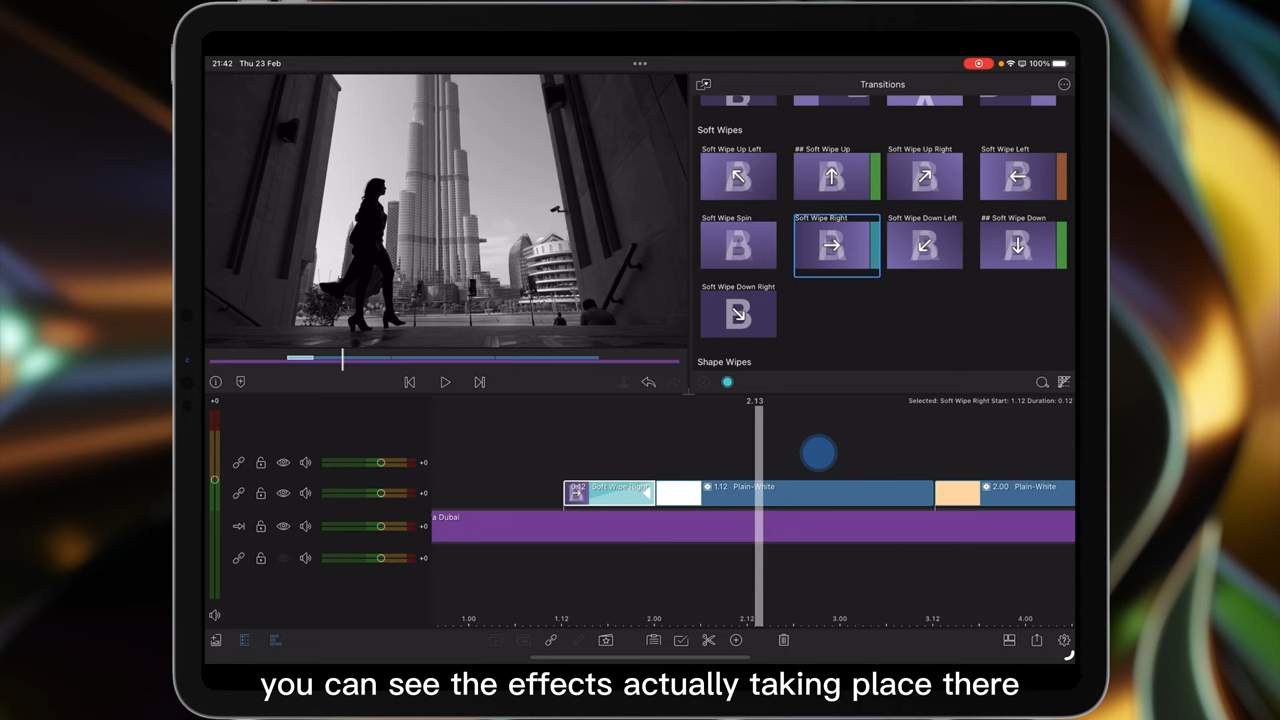 21:42 Thu 23 Feb
100%
Transitions
Soft Wipes
Soft Wipe Up Left
## Soft Wipe Up
Soft Wipe Up Right
Soft Wipe Left
Soft Wipe Spin
Soft Wipe Right
Soft Wipe Down Left
## Soft Wipe Down
Soft Wipe Down Right
Shape Wipes
+0
2.13
Selected: Soft Wipe Right Start: 1.12 Duration: 0.12
+0
+0
0.12 Soft Wipe Right
1.12 Plain-White
2.00 Plain-White
a Dubai
+0
+0
1.00 1.12 2.00 2.12 3.00 3.12 4.00
you can see the effects actually taking place there